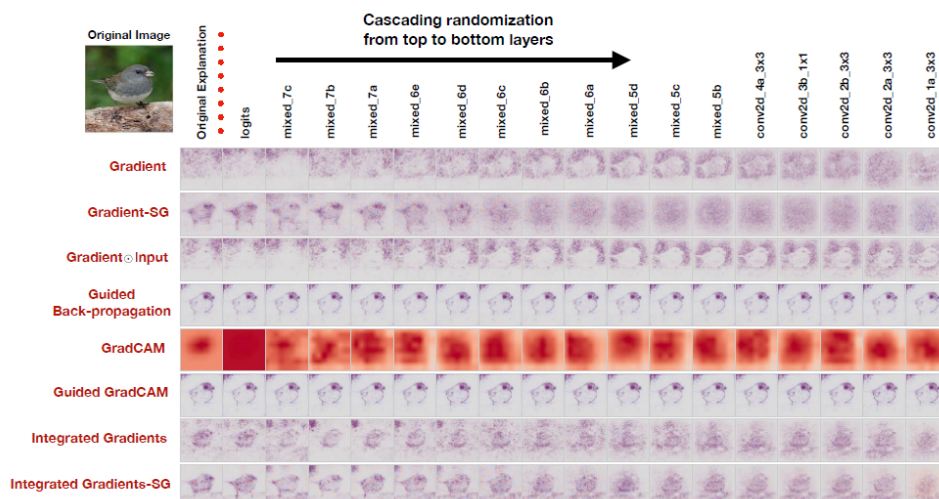 Cascading randomization
from top to bottom layers
Original Image
Original Explanation
logits
mixed_7c
mixed_7b
mixed_7a
mixed_6e
mixed_6d
mixed_6c
mixed_6b
mixed_6a
mixed_5d
mixed_5c
mixed_5b
conv2d_4a_3x3
conv2d_3b_1x1
conv2d_2b_3x3
conv2d_2a_3x3
conv2d_1a_3x3
Gradient
Gradient-SG
Gradient⊙Input
Guided
Back-propagation
GradCAM
Guided GradCAM
Integrated Gradients
Integrated Gradients-SG